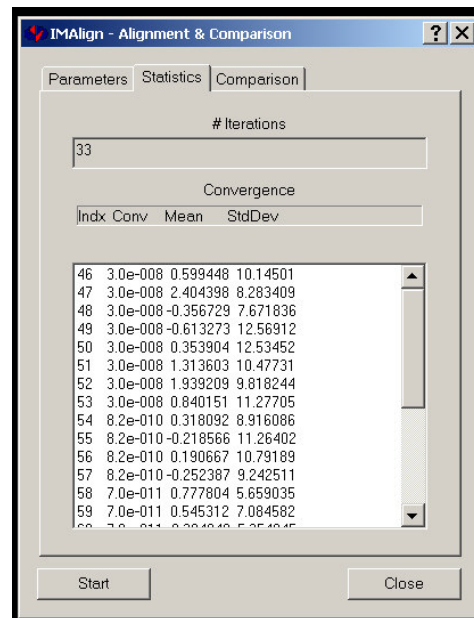 IMAlign - Alignment & Comparison
Parameters Statistics Comparison
# Iterations
33
Convergence
Indx Conv Mean StdDev
46 3.0e-008 0.599448 10.14501
47 3.0e-008 2.404398 8.283409
48 3.0e-008 -0.356729 7.671836
49 3.0e-008 -0.613273 12.56912
50 3.0e-008 0.353904 12.53452
51 3.0e-008 1.313603 10.47731
52 3.0e-008 1.939209 9.818244
53 3.0e-008 0.840151 11.27705
54 8.2e-010 0.318092 8.916086
55 8.2e-010 -0.218566 11.26402
56 8.2e-010 0.190667 10.79189
57 8.2e-010 -0.252387 9.242511
58 7.0e-011 0.777804 5.659035
59 7.0e-011 0.545312 7.084582
Start Close